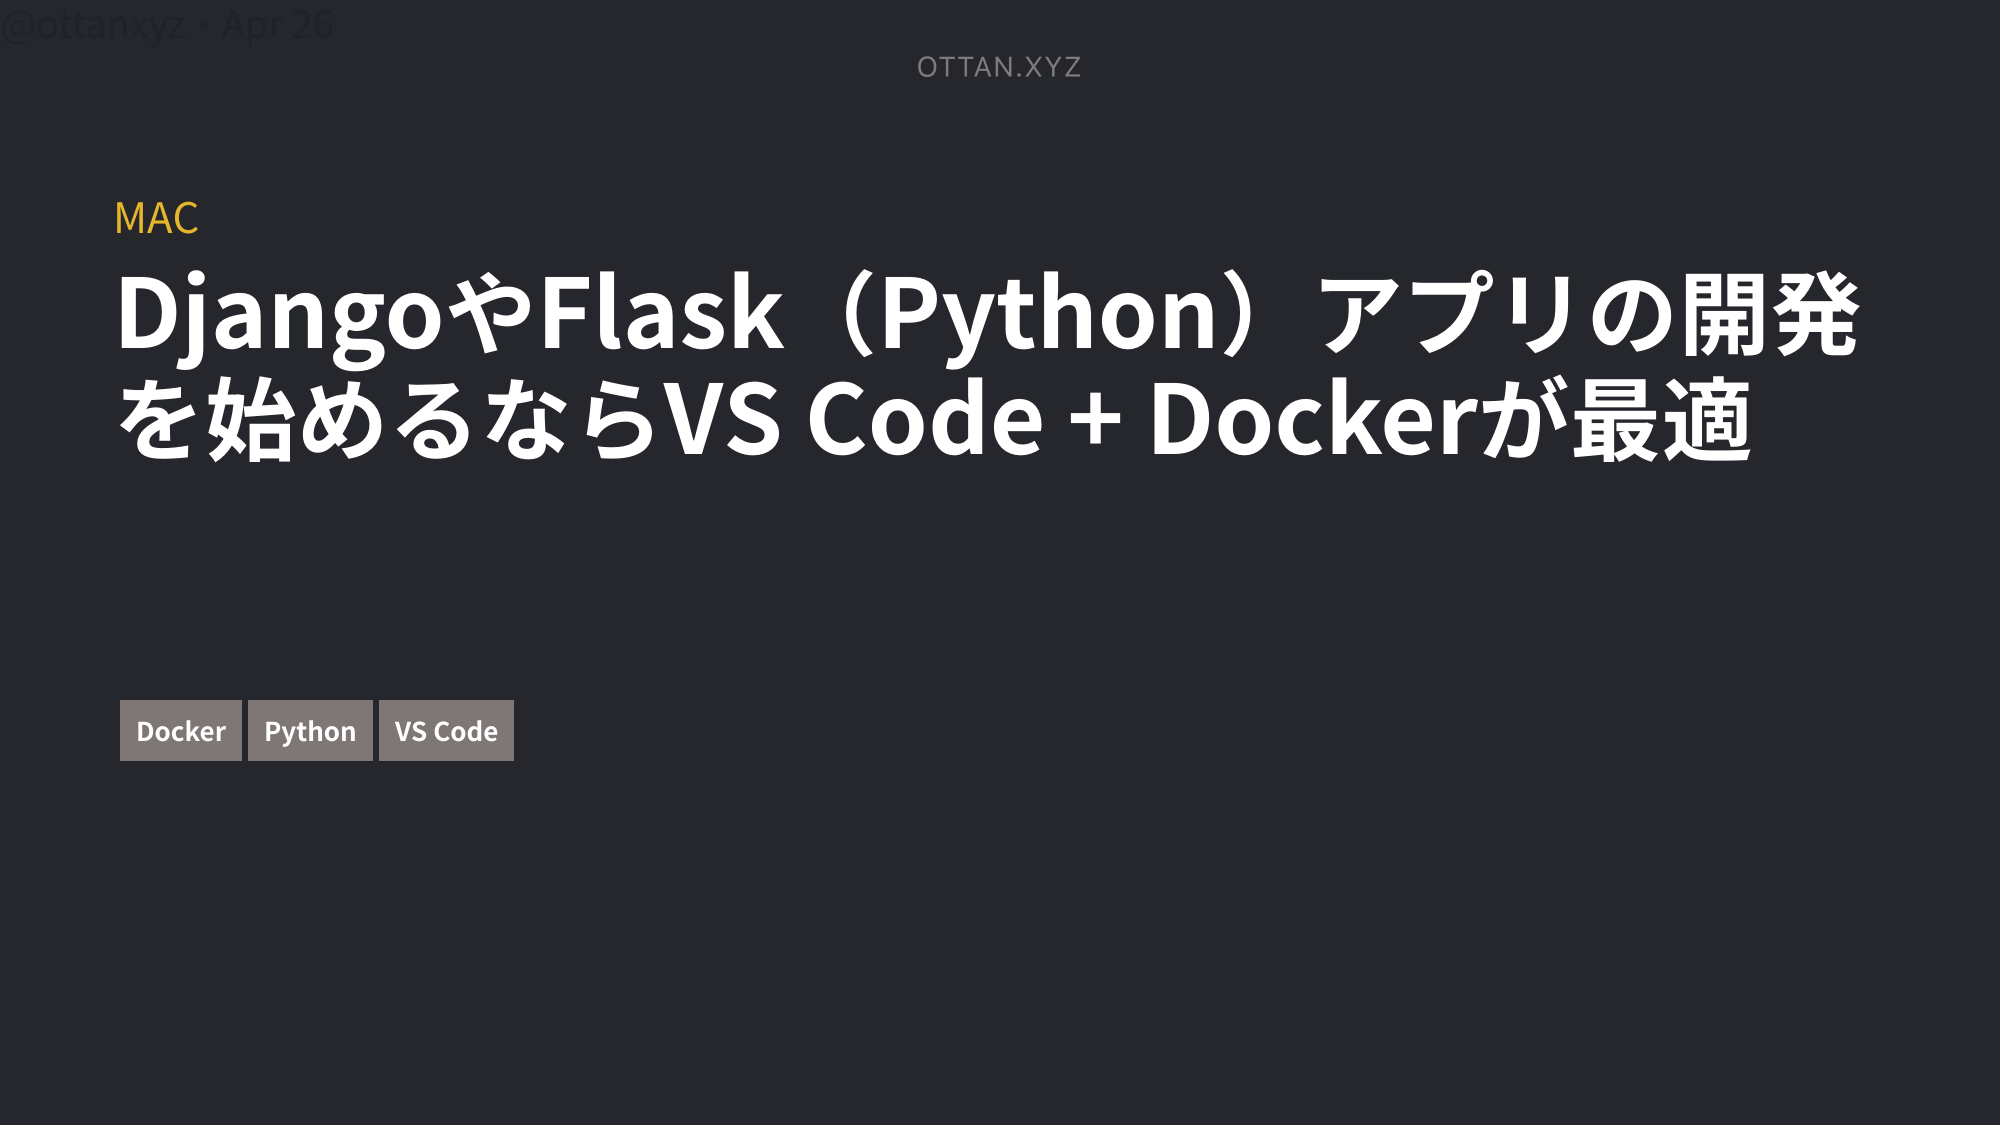 @ottanxyz・Apr 26
OTTAN.XYZ
MAC
DjangoやFlask（Python）アプリの開発
を始めるならVS Code + Dockerが最適
Docker Python VS Code